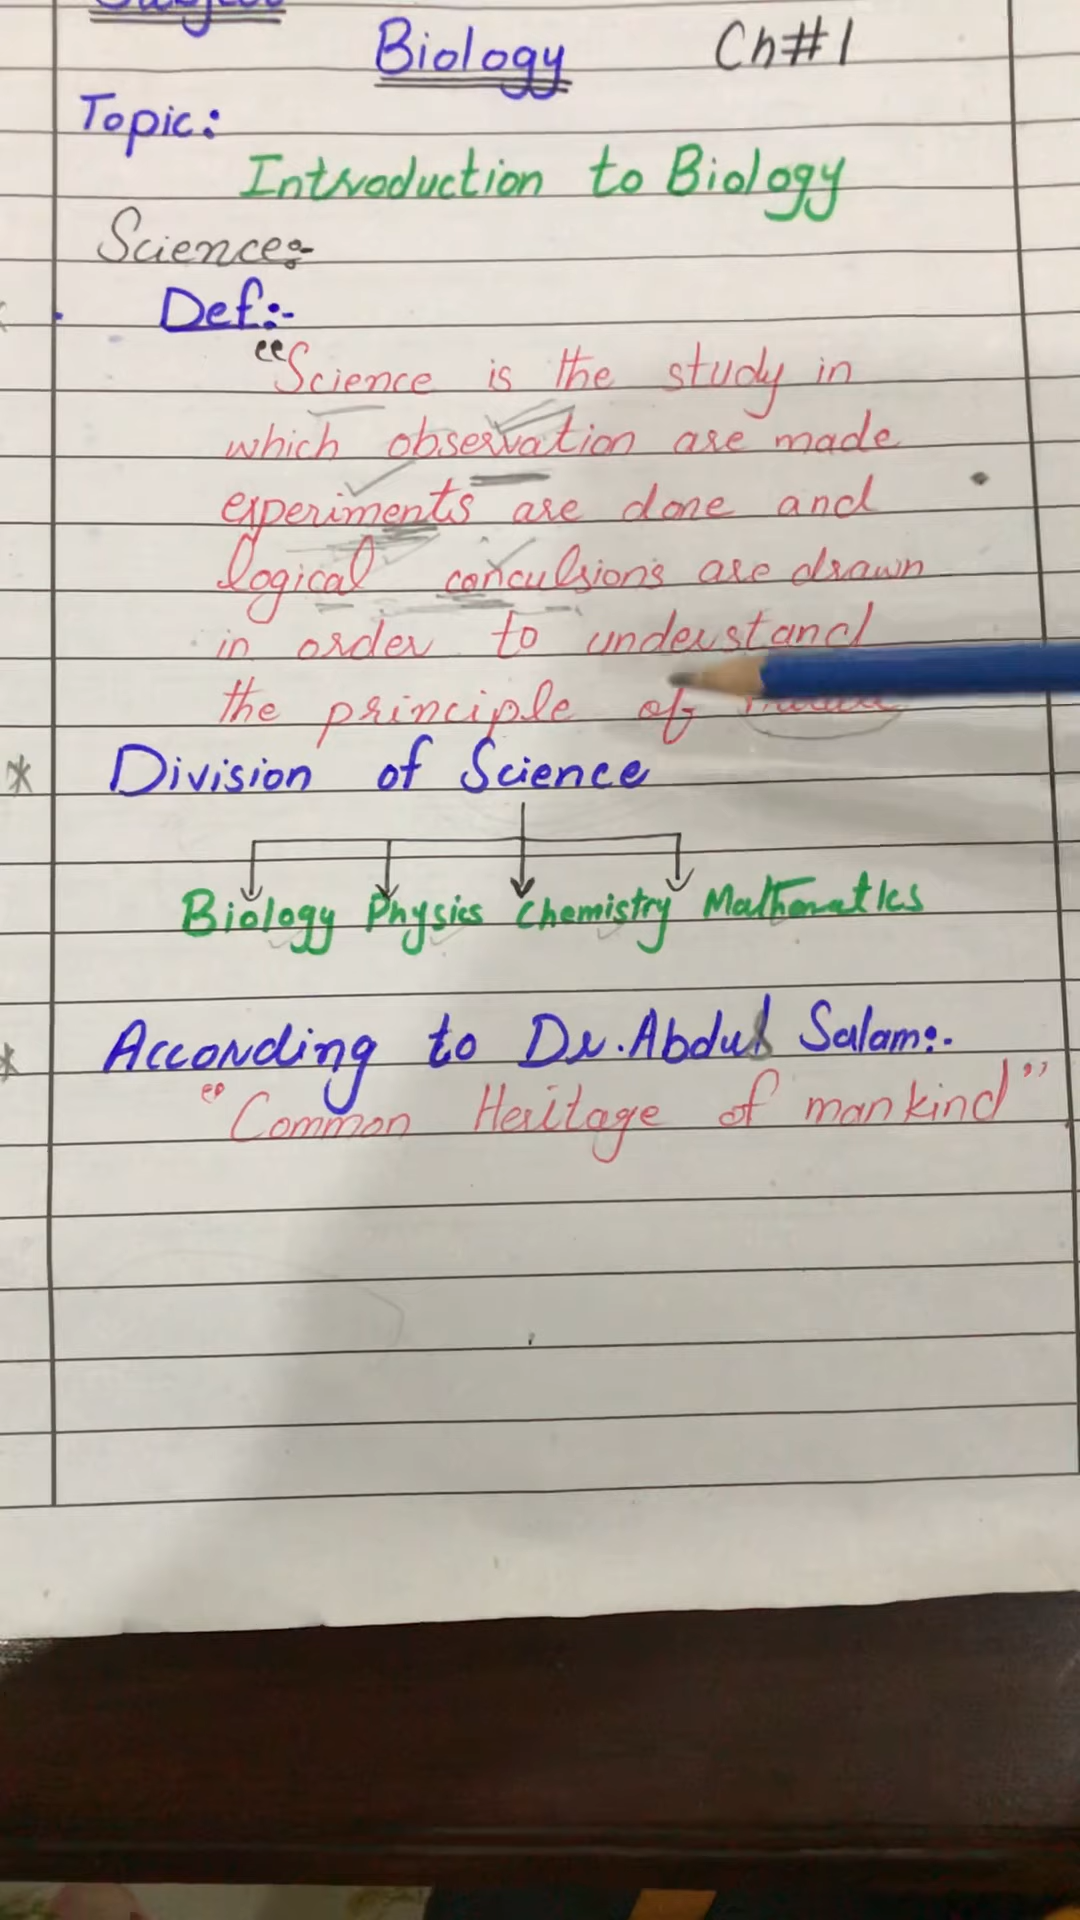 Subject
Biology Ch#1
Topic:
Introduction to Biology
Science:-
Def:-
"Science is the study in
which observation are made
experiments are done and
logical conculsions are drawn
in order to understand
the principle of
* Division of Science
Biology Physics Chemistry Mathematics
* According to Dr. Abdul Salam:-
"Common Heritage of mankind"